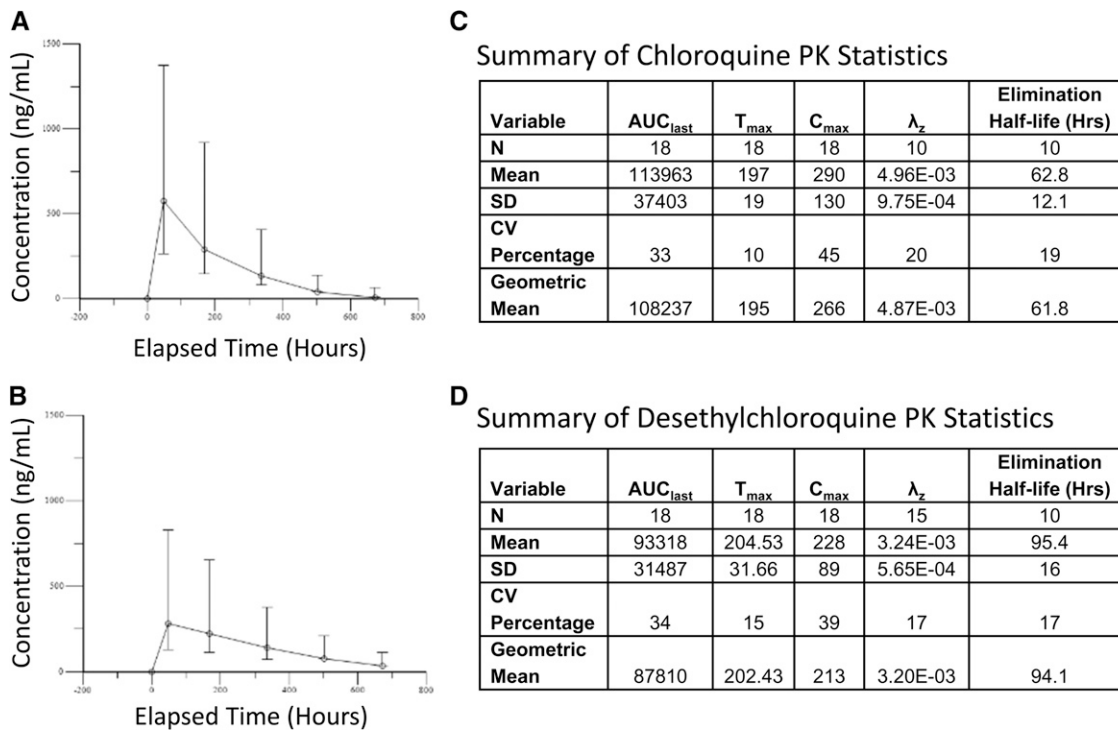 A
Concentration (ng/mL)
1500
1000
500
0
-200 0 200 400 600 800
Elapsed Time (Hours)
B
Concentration (ng/mL)
1500
1000
500
0
-200 0 200 400 600 800
Elapsed Time (Hours)
C
Summary of Chloroquine PK Statistics
Variable AUClast Tmax Cmax λz Elimination Half-life (Hrs)
N 18 18 18 10 10
Mean 113963 197 290 4.96E-03 62.8
SD 37403 19 130 9.75E-04 12.1
CV Percentage 33 10 45 20 19
Geometric Mean 108237 195 266 4.87E-03 61.8
D
Summary of Desethylchloroquine PK Statistics
Variable AUClast Tmax Cmax λz Elimination Half-life (Hrs)
N 18 18 18 15 10
Mean 93318 204.53 228 3.24E-03 95.4
SD 31487 31.66 89 5.65E-04 16
CV Percentage 34 15 39 17 17
Geometric Mean 87810 202.43 213 3.20E-03 94.1